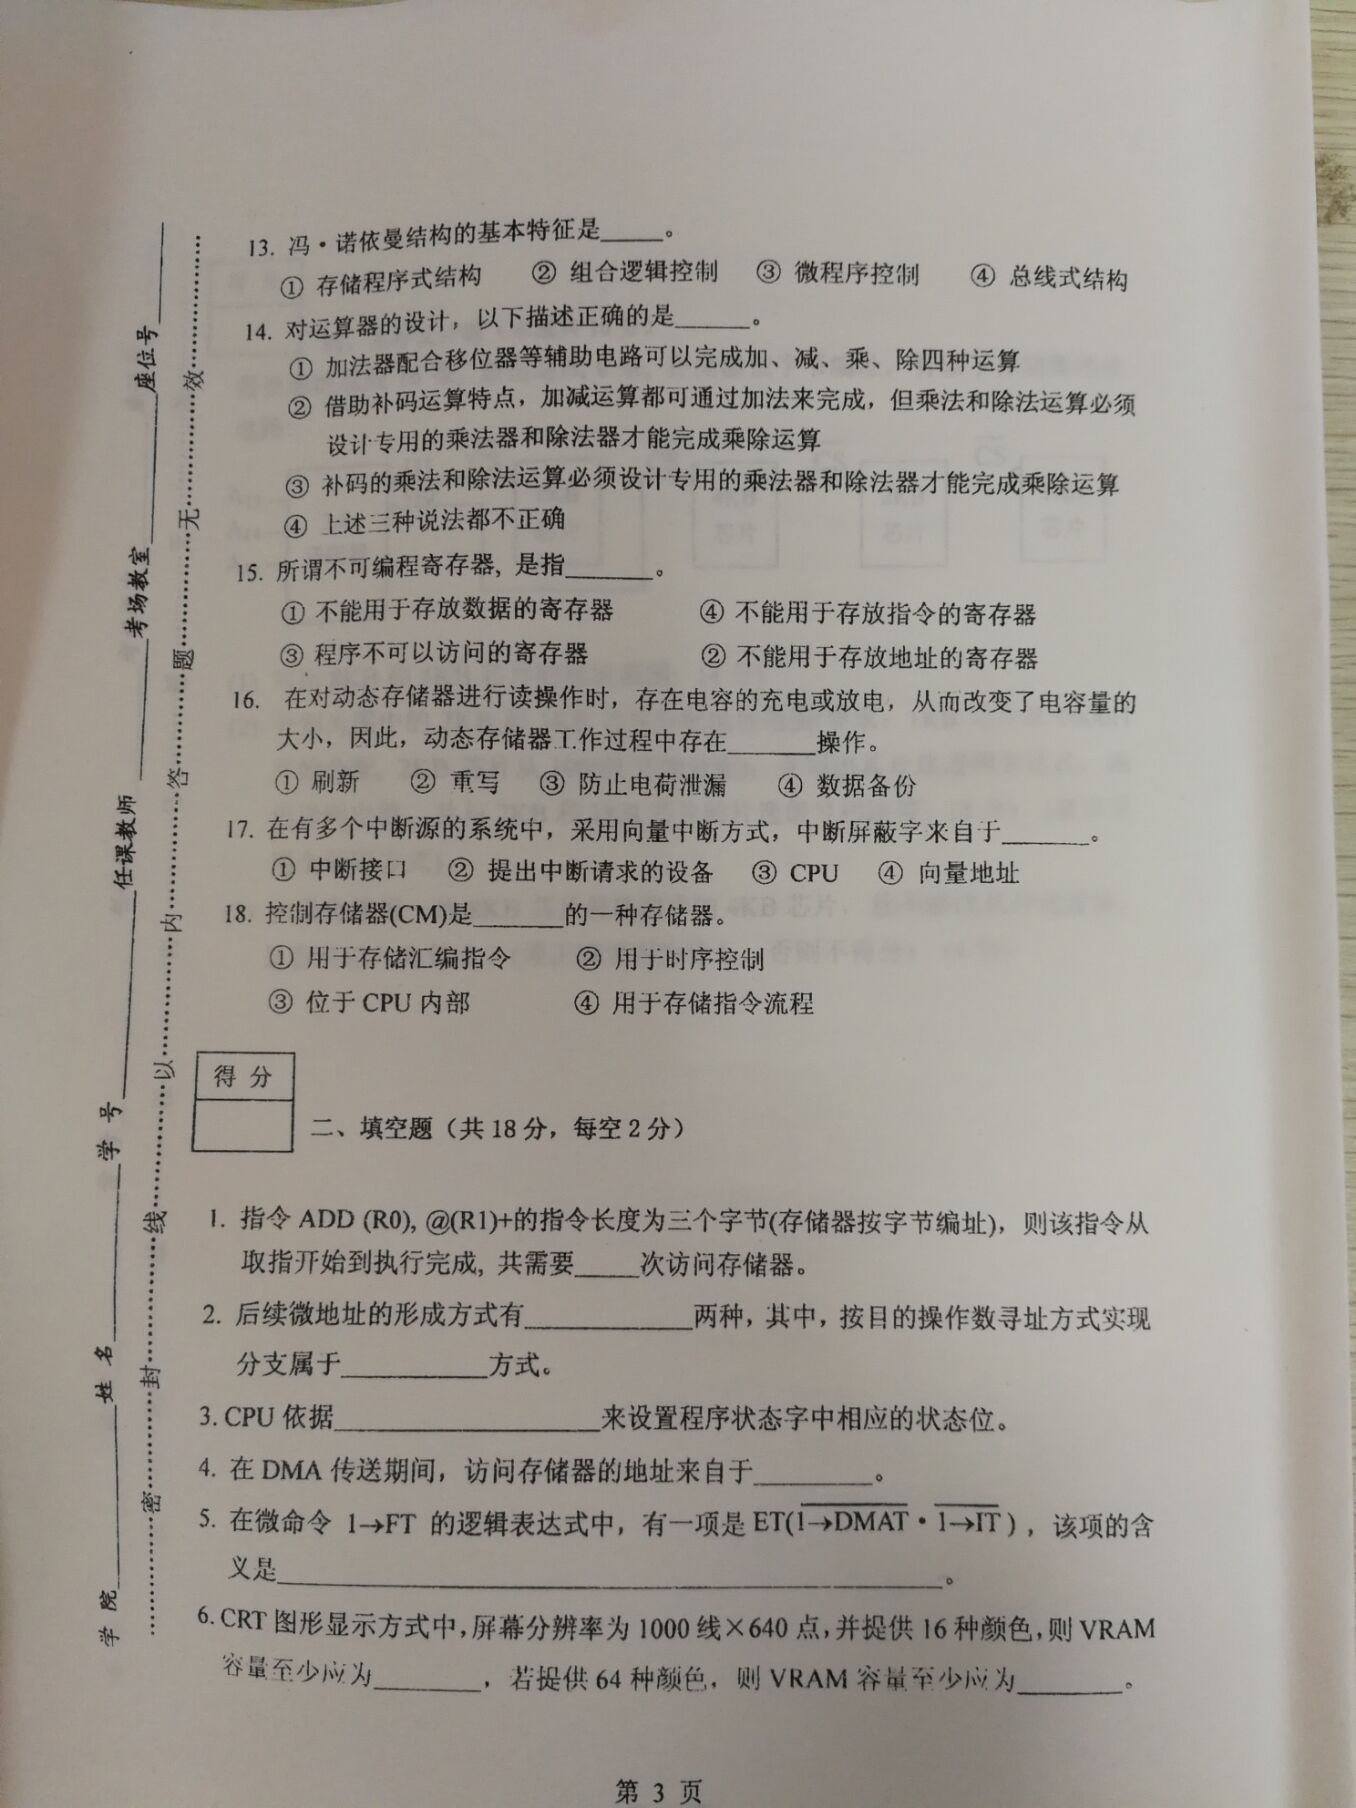 13. 冯·诺依曼结构的基本特征是_____。
① 存储程序式结构 ② 组合逻辑控制 ③ 微程序控制 ④ 总线式结构
14. 对运算器的设计，以下描述正确的是______。
① 加法器配合移位器等辅助电路可以完成加、减、乘、除四种运算
② 借助补码运算特点，加减运算都可通过加法来完成，但乘法和除法运算必须
设计专用的乘法器和除法器才能完成乘除运算
③ 补码的乘法和除法运算必须设计专用的乘法器和除法器才能完成乘除运算
④ 上述三种说法都不正确
15. 所谓不可编程寄存器, 是指_______。
① 不能用于存放数据的寄存器 ④ 不能用于存放指令的寄存器
③ 程序不可以访问的寄存器 ② 不能用于存放地址的寄存器
16. 在对动态存储器进行读操作时，存在电容的充电或放电，从而改变了电容量的
大小，因此，动态存储器工作过程中存在_______操作。
① 刷新 ② 重写 ③ 防止电荷泄漏 ④ 数据备份
17. 在有多个中断源的系统中，采用向量中断方式，中断屏蔽字来自于_______。
① 中断接口 ② 提出中断请求的设备 ③ CPU ④ 向量地址
18. 控制存储器(CM)是_______的一种存储器。
① 用于存储汇编指令 ② 用于时序控制
③ 位于 CPU 内部 ④ 用于存储指令流程
得 分
二、填空题（共 18 分，每空 2 分）
1. 指令 ADD (R0), @(R1)+的指令长度为三个字节(存储器按字节编址)，则该指令从
取指开始到执行完成, 共需要_____次访问存储器。
2. 后续微地址的形成方式有_____________两种，其中，按目的操作数寻址方式实现
分支属于___________方式。
3. CPU 依据____________________来设置程序状态字中相应的状态位。
4. 在 DMA 传送期间，访问存储器的地址来自于_________。
5. 在微命令 1→FT 的逻辑表达式中，有一项是 ET(1→DMAT·1→IT)，该项的含
义是__________________________________________________。
6. CRT 图形显示方式中,屏幕分辨率为 1000 线×640 点,并提供 16 种颜色,则 VRAM
容量至少应为________，若提供 64 种颜色，则 VRAM 容量至少应为________。
第 3 页
学 院________姓 名________学 号________任课教师________考场教室________座位号________
密 封 线 以 内 答 题 无 效